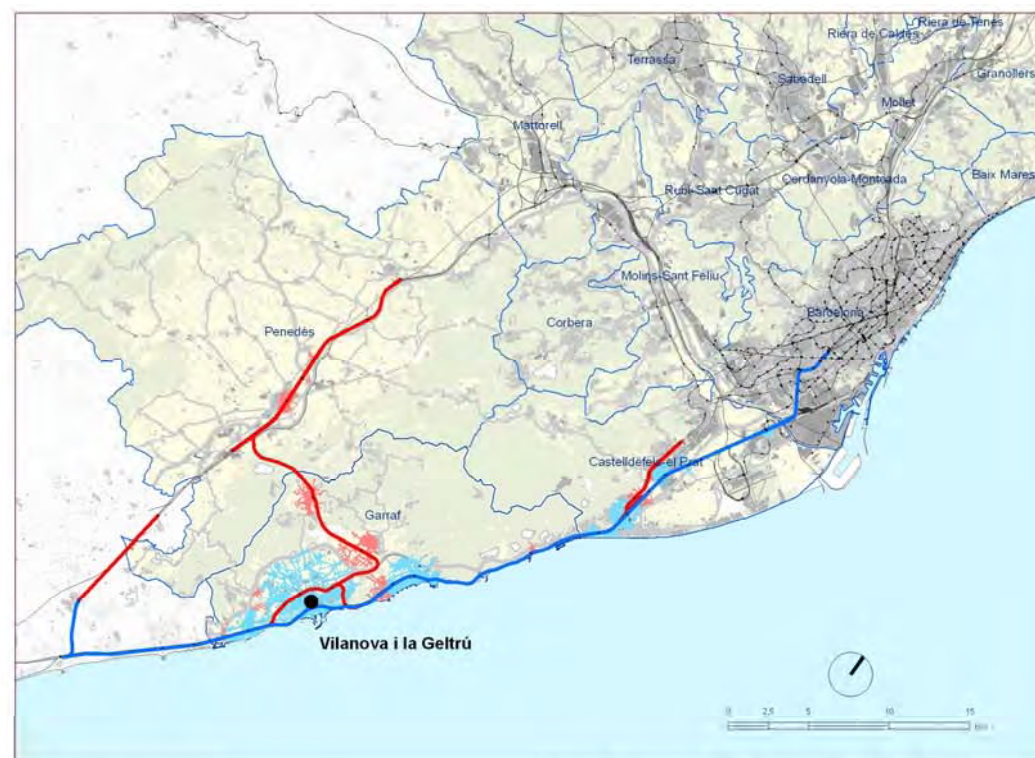 Riera de Tenes
Riera de Caldes
Terrassa
Sabadell
Granollers
Mollet
Martorell
Cerdanyola-Montcada
Baix Mares
Rubí-Sant Cugat
Molins-Sant Feliu
Barcelona
Corbera
Penedès
Castelldefels-el Prat
Garraf
Vilanova i la Geltrú
0 2,5 5 10 15
Km